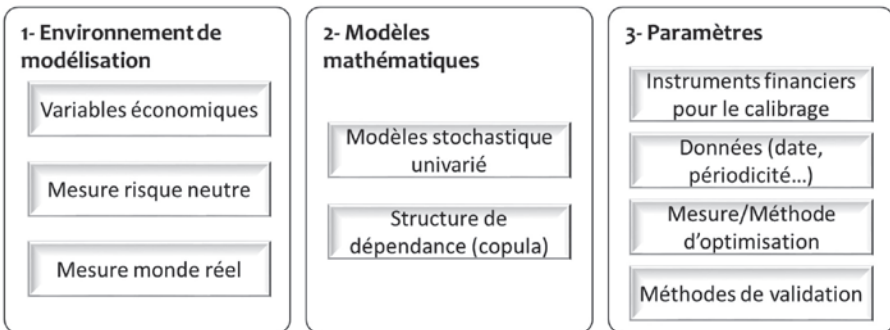 1- Environnement de
modélisation
Variables économiques
Mesure risque neutre
Mesure monde réel
2- Modèles
mathématiques
Modèles stochastique
univarié
Structure de
dépendance (copula)
3- Paramètres
Instruments financiers
pour le calibrage
Données (date,
périodicité...)
Mesure/Méthode
d'optimisation
Méthodes de validation